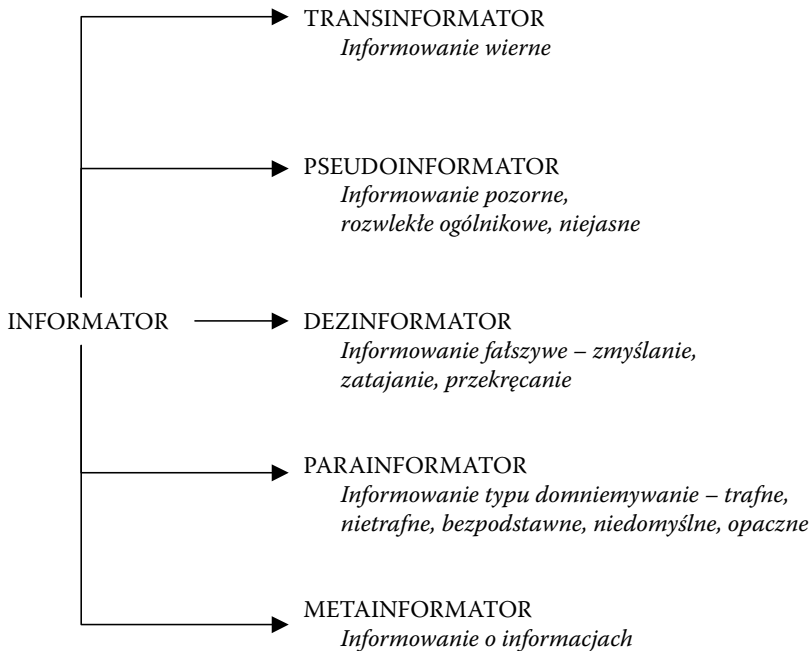 TRANSINFORMATOR
Informowanie wierne
PSEUDOINFORMATOR
Informowanie pozorne,
rozwlekłe ogólnikowe, niejasne
INFORMATOR
DEZINFORMATOR
Informowanie fałszywe – zmyślanie,
zatajanie, przekręcanie
PARAINFORMATOR
Informowanie typu domniemywanie – trafne,
nietrafne, bezpodstawne, niedomyślne, opaczne
METAINFORMATOR
Informowanie o informacjach